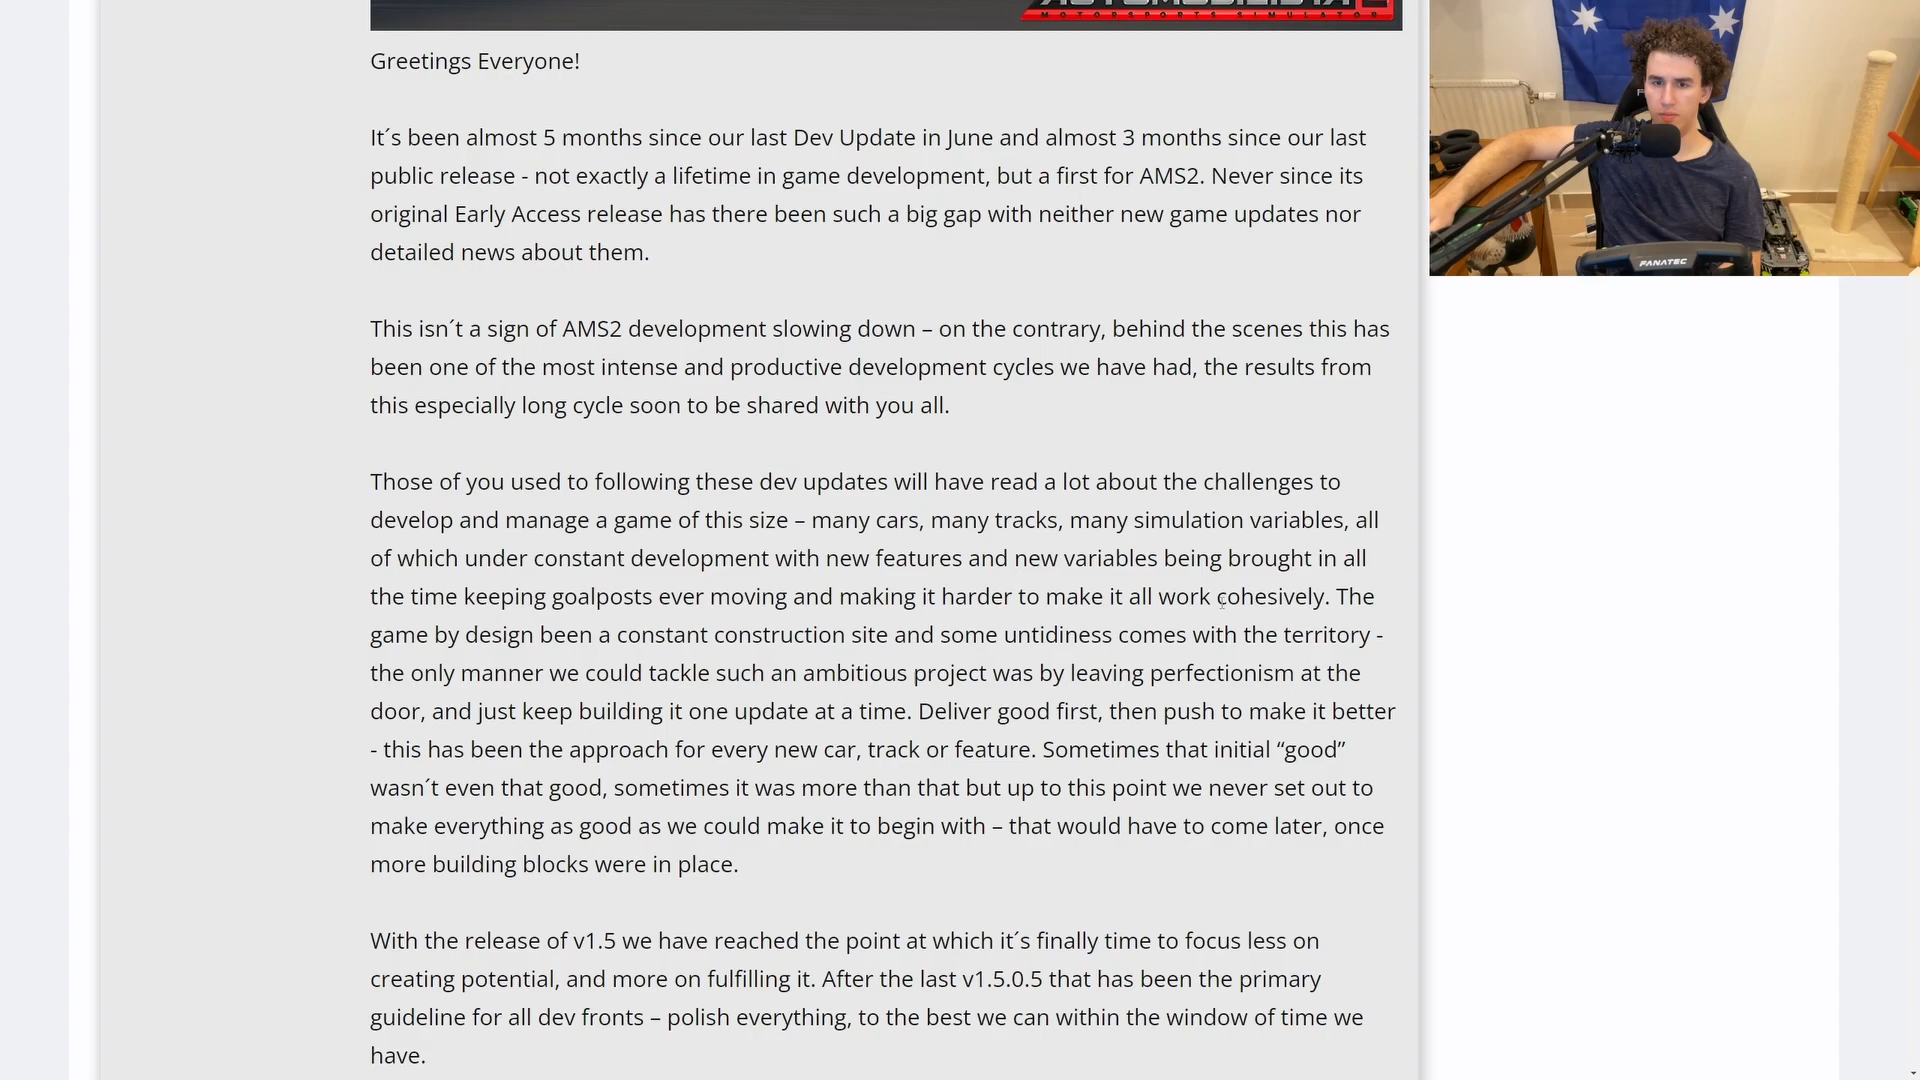 AUTOMOBILISTA 2
MOTORSPORTS SIMULATOR
Greetings Everyone!
It´s been almost 5 months since our last Dev Update in June and almost 3 months since our last
public release - not exactly a lifetime in game development, but a first for AMS2. Never since its
original Early Access release has there been such a big gap with neither new game updates nor
detailed news about them.
This isn´t a sign of AMS2 development slowing down – on the contrary, behind the scenes this has
been one of the most intense and productive development cycles we have had, the results from
this especially long cycle soon to be shared with you all.
Those of you used to following these dev updates will have read a lot about the challenges to
develop and manage a game of this size – many cars, many tracks, many simulation variables, all
of which under constant development with new features and new variables being brought in all
the time keeping goalposts ever moving and making it harder to make it all work cohesively. The
game by design been a constant construction site and some untidiness comes with the territory -
the only manner we could tackle such an ambitious project was by leaving perfectionism at the
door, and just keep building it one update at a time. Deliver good first, then push to make it better
- this has been the approach for every new car, track or feature. Sometimes that initial “good”
wasn´t even that good, sometimes it was more than that but up to this point we never set out to
make everything as good as we could make it to begin with – that would have to come later, once
more building blocks were in place.
With the release of v1.5 we have reached the point at which it´s finally time to focus less on
creating potential, and more on fulfilling it. After the last v1.5.0.5 that has been the primary
guideline for all dev fronts – polish everything, to the best we can within the window of time we
have.
FANATEC